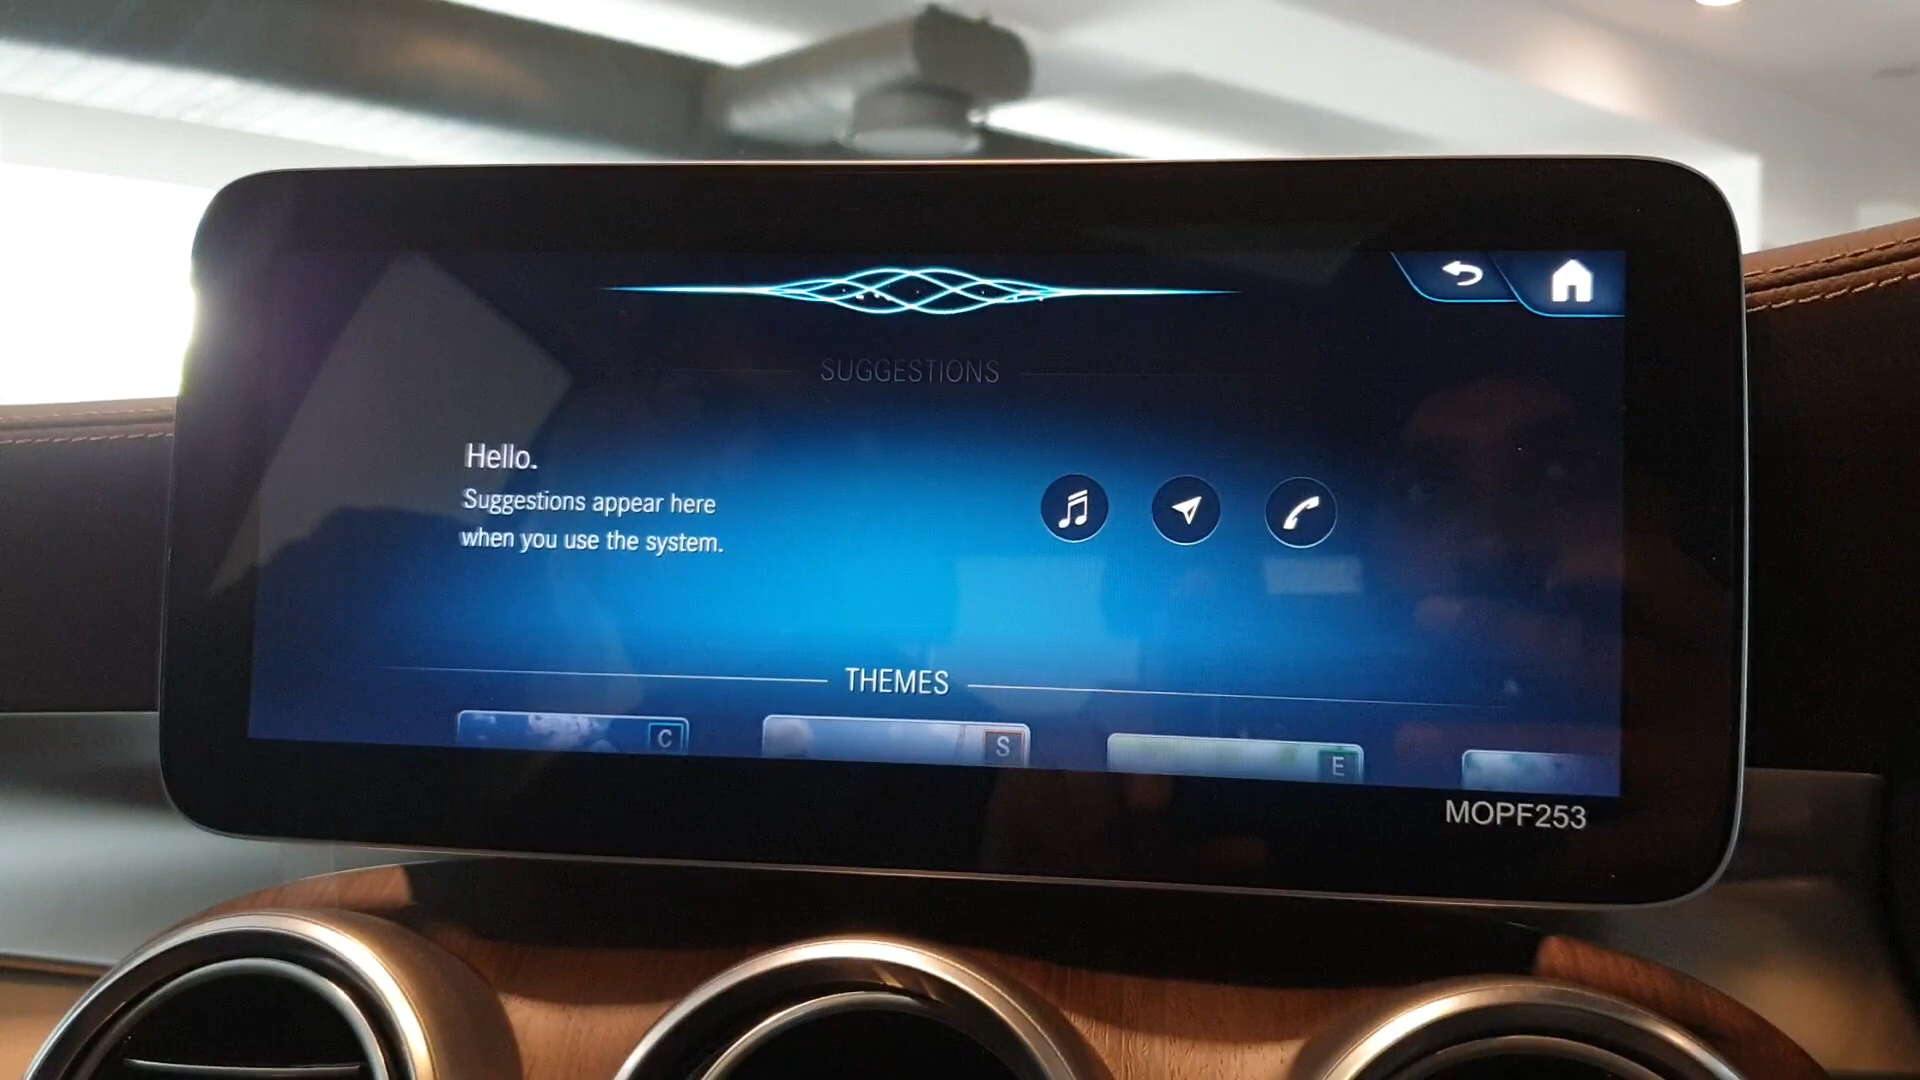 SUGGESTIONS
Hello.
Suggestions appear here
when you use the system.
THEMES
C
S
E
MOPF253